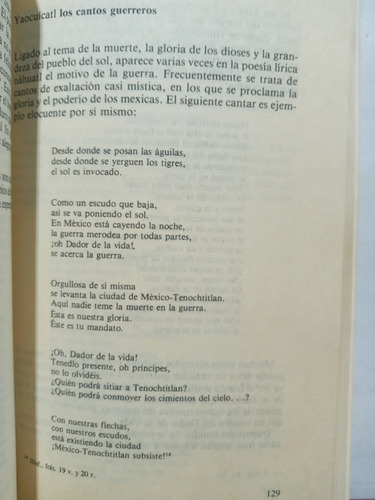 Yaocuícatl los cantos guerreros
Ligado al tema de la muerte, la gloria de los dioses y la gran-
deza del pueblo del sol, aparece varias veces en la poesía lírica
náhuatl el motivo de la guerra. Frecuentemente se trata de
cantos de exaltación casi mística, en los que se proclama la
gloria y el poderío de los mexicas. El siguiente cantar es ejem-
plo elocuente por sí mismo:
Desde donde se posan las águilas,
desde donde se yerguen los tigres,
el sol es invocado.
Como un escudo que baja,
así se va poniendo el sol.
En México está cayendo la noche,
la guerra merodea por todas partes,
¡oh Dador de la vida!,
se acerca la guerra.
Orgullosa de sí misma
se levanta la ciudad de México-Tenochtitlan.
Aquí nadie teme la muerte en la guerra.
Ésta es nuestra gloria.
Éste es tu mandato.
¡Oh, Dador de la vida!
Tenedlo presente, oh príncipes,
no lo olvidéis.
¿Quién podrá sitiar a Tenochtitlan?
¿Quién podrá conmover los cimientos del cielo. . .?
Con nuestras flechas,
con nuestros escudos,
está existiendo la ciudad
¡México-Tenochtitlan subsiste!
fols. 19 v. y 20 r.
129